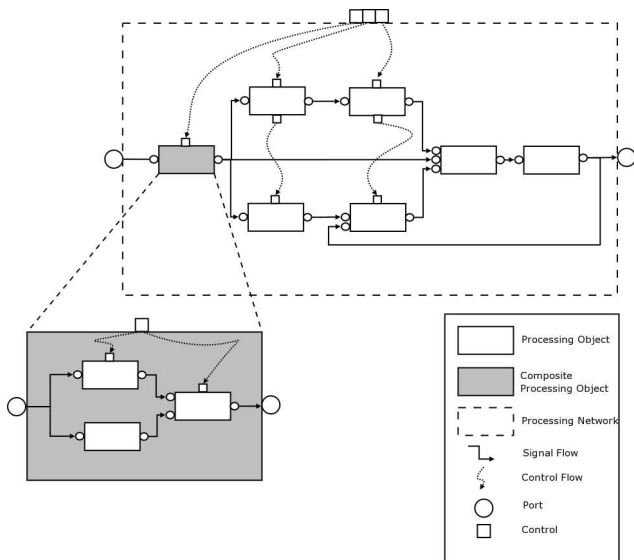 Processing Object
Composite
Processing Object
Processing Network
Signal Flow
Control Flow
Port
Control